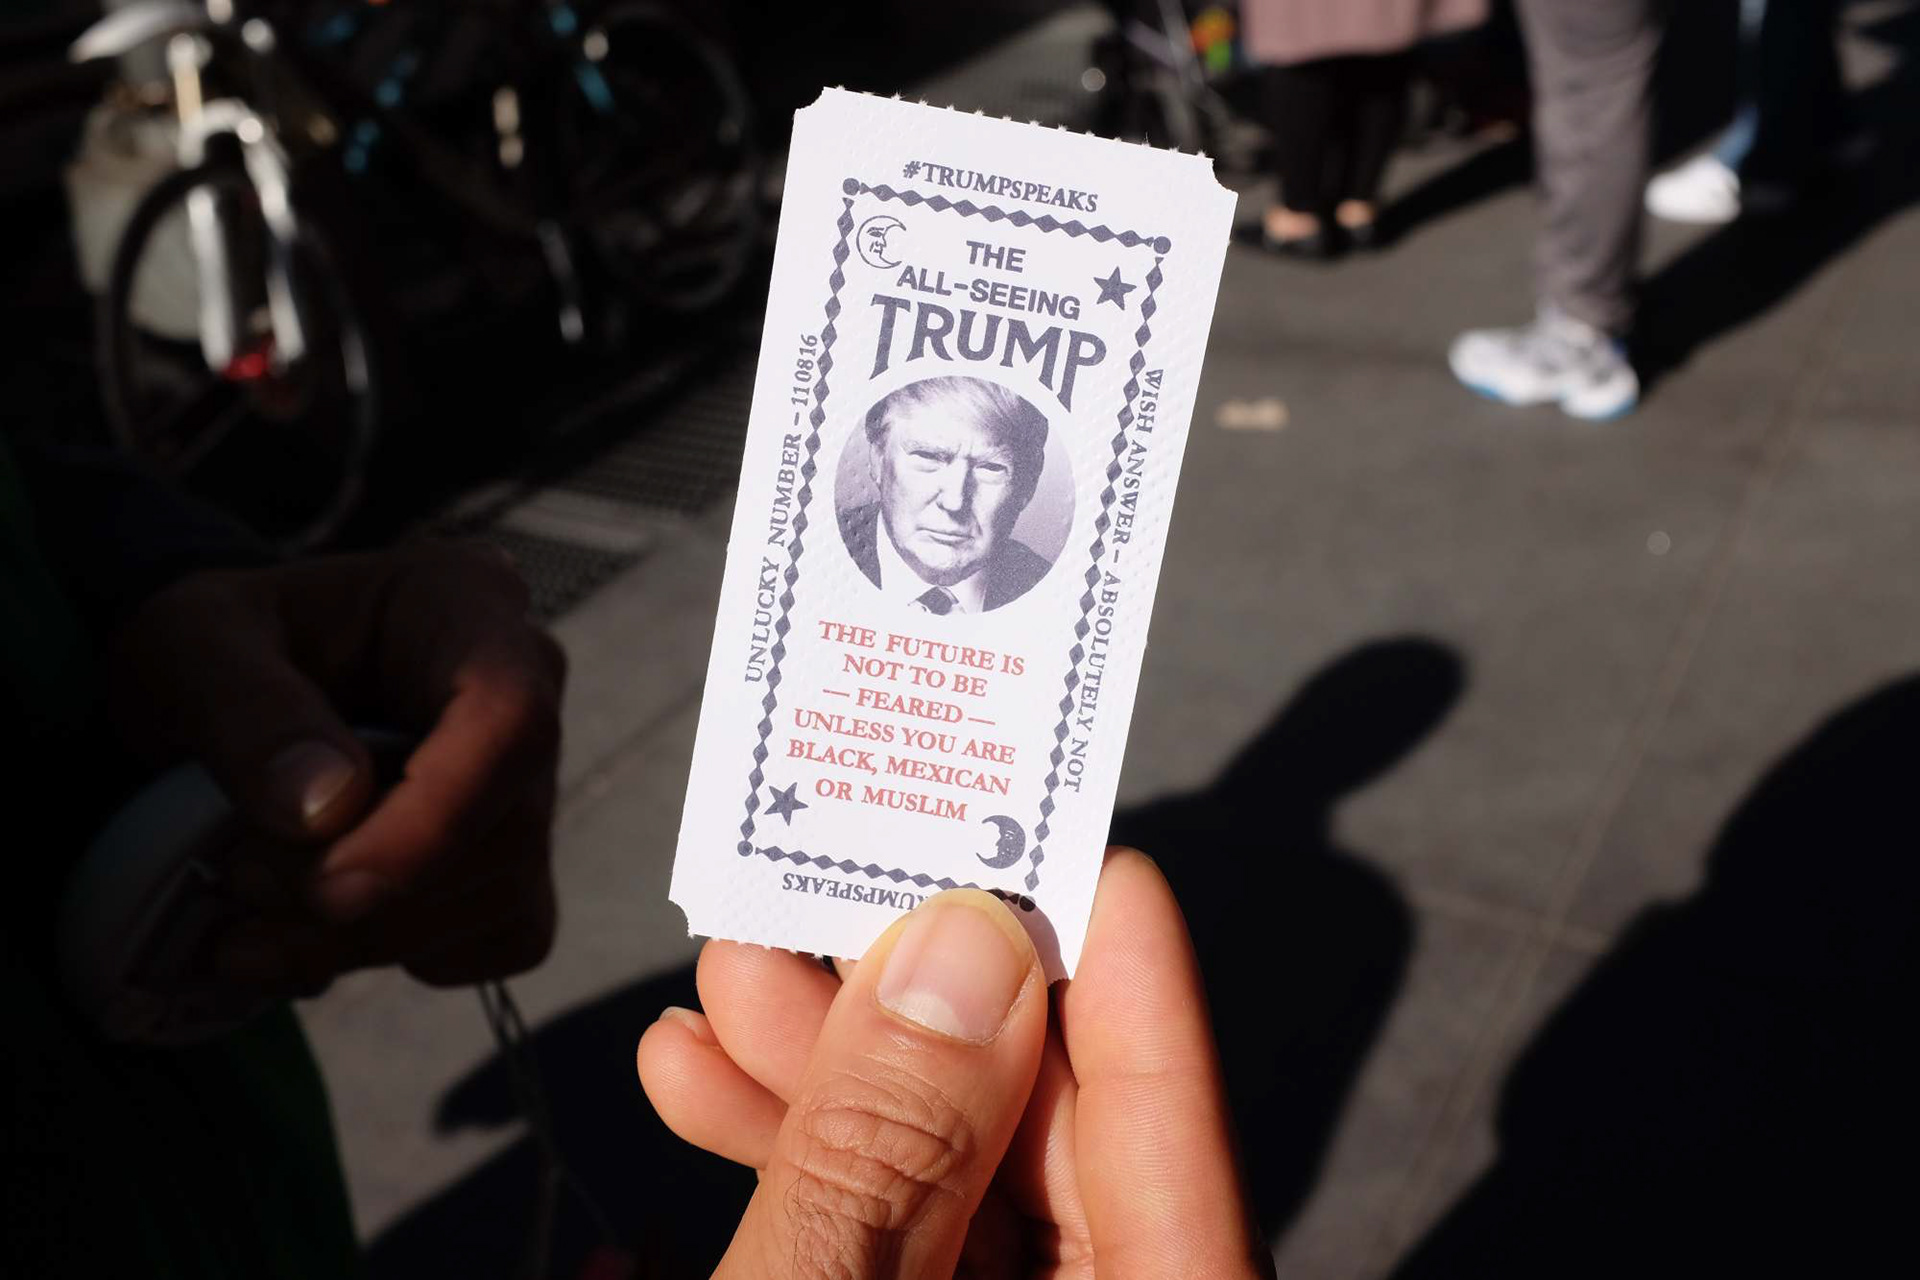 #TRUMPSPEAKS
THE
ALL-SEEING
TRUMP
UNLUCKY NUMBER – 110816
WISH ANSWER – ABSOLUTELY NOT
THE FUTURE IS
NOT TO BE
— FEARED —
UNLESS YOU ARE
BLACK, MEXICAN
OR MUSLIM